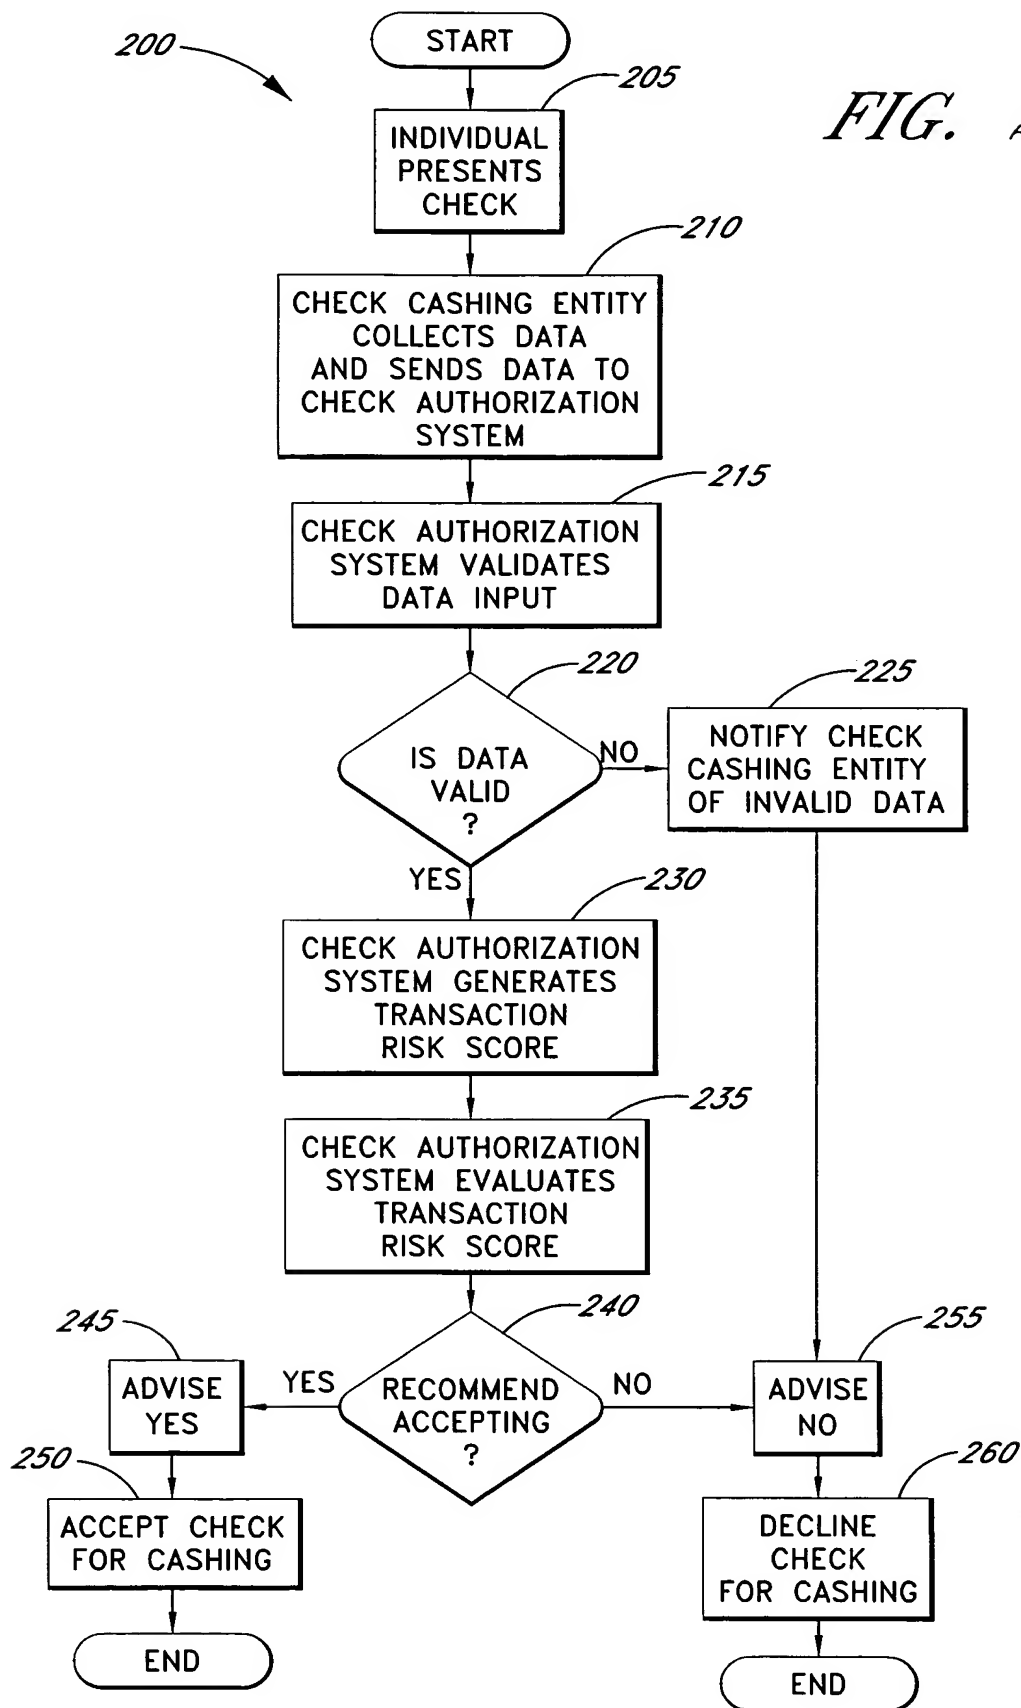 START
200
205
FIG.
INDIVIDUAL
PRESENTS
CHECK
210
CHECK CASHING ENTITY
COLLECTS DATA
AND SENDS DATA TO
CHECK AUTHORIZATION
SYSTEM
215
CHECK AUTHORIZATION
SYSTEM VALIDATES
DATA INPUT
220
225
IS DATA
VALID
?
NO
NOTIFY CHECK
CASHING ENTITY
OF INVALID DATA
YES
230
CHECK AUTHORIZATION
SYSTEM GENERATES
TRANSACTION
RISK SCORE
235
CHECK AUTHORIZATION
SYSTEM EVALUATES
TRANSACTION
RISK SCORE
240
245
255
ADVISE
YES
YES
RECOMMEND
ACCEPTING
?
NO
ADVISE
NO
250
260
ACCEPT CHECK
FOR CASHING
DECLINE
CHECK
FOR CASHING
END
END